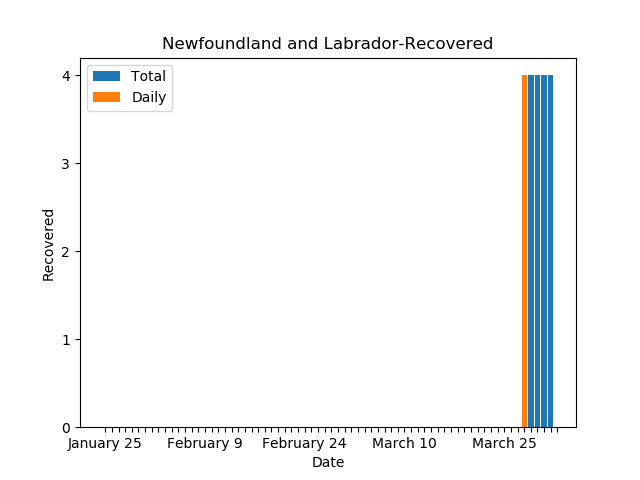 Newfoundland and Labrador-Recovered
Total
Daily
4
3
2
1
0
Recovered
January 25 February 9 February 24 March 10 March 25
Date